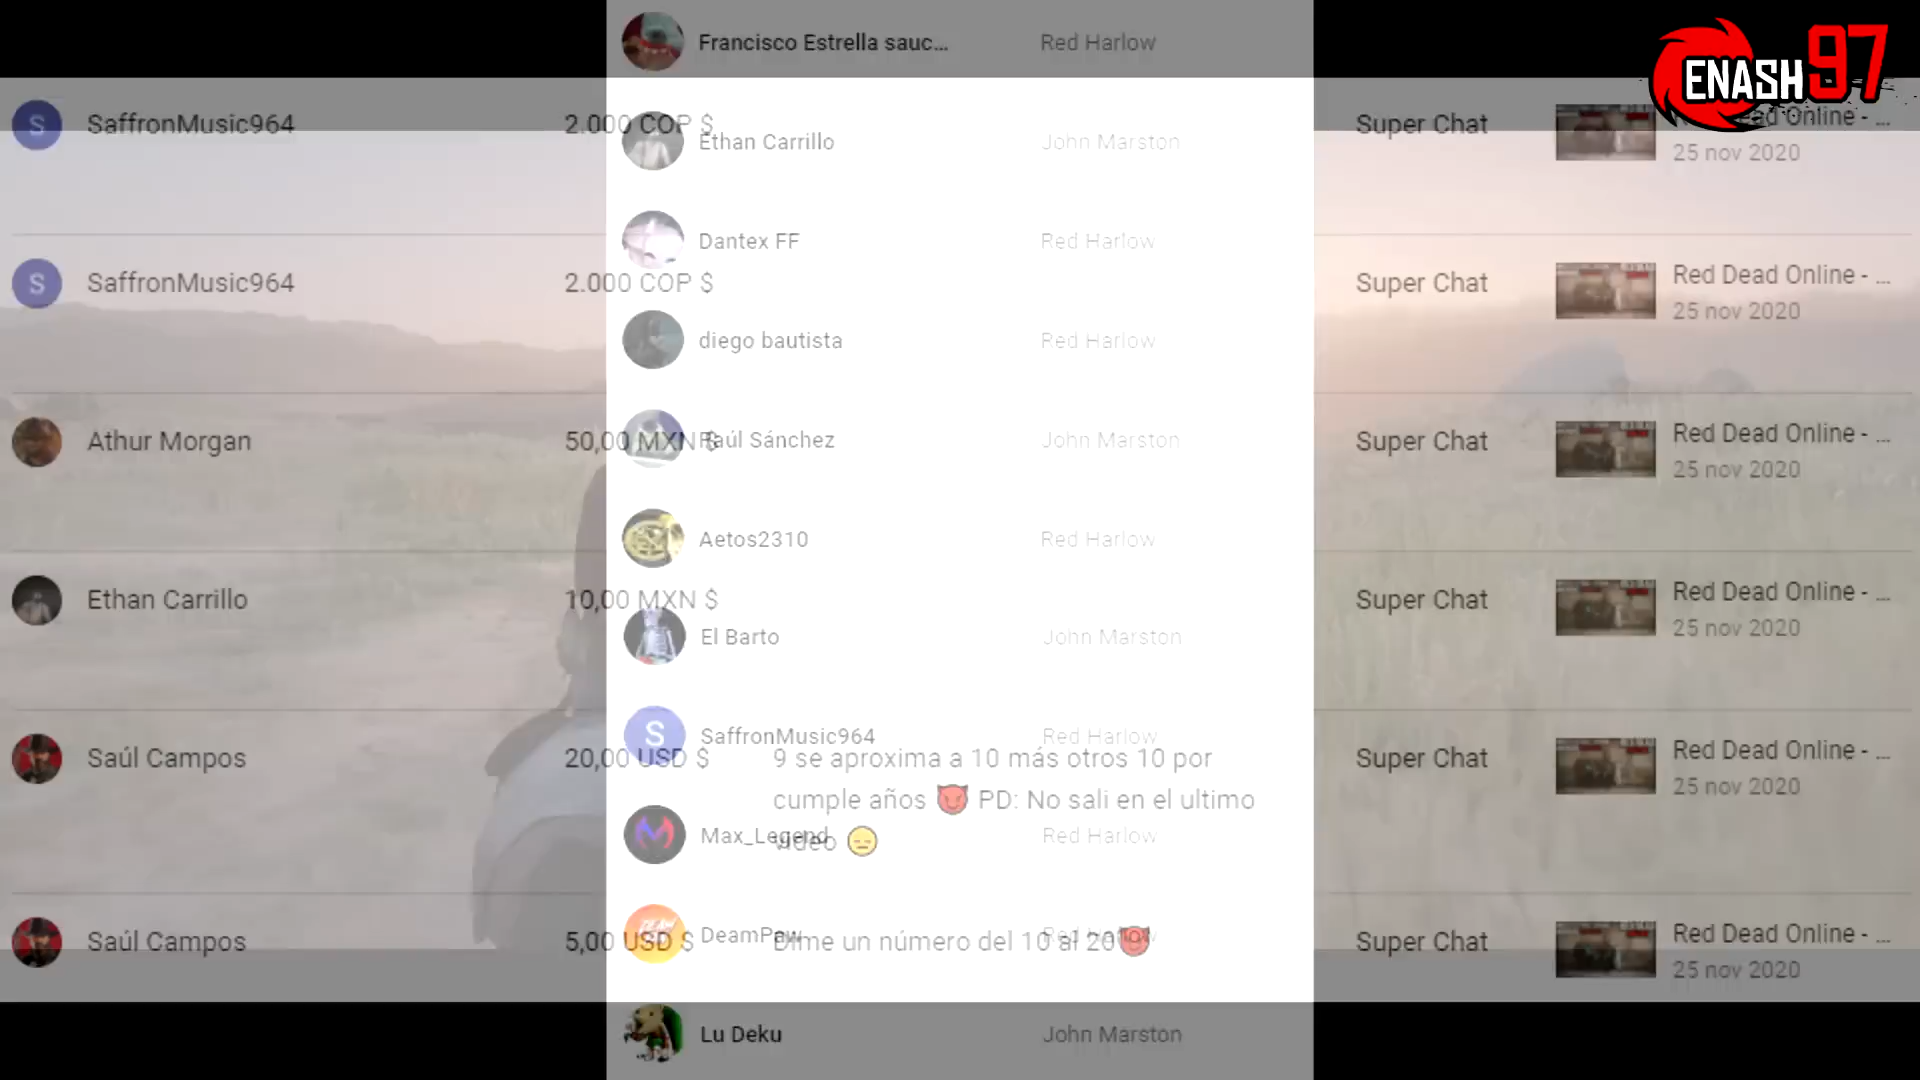 Francisco Estrella sauc... Red Harlow
ENASH97
SaffronMusic964 2.000 COP $ Super Chat Red Dead Online - ...
25 nov 2020
Ethan Carrillo John Marston
Dantex FF Red Harlow
SaffronMusic964 2.000 COP $ Super Chat Red Dead Online - ...
25 nov 2020
diego bautista Red Harlow
Athur Morgan 50,00 MXN $ Super Chat Red Dead Online - ...
25 nov 2020
Raúl Sánchez John Marston
Aetos2310 Red Harlow
Ethan Carrillo 10,00 MXN $ Super Chat Red Dead Online - ...
25 nov 2020
El Barto John Marston
S SaffronMusic964 Red Harlow
Saúl Campos 20,00 USD $ 9 se aproxima a 10 más otros 10 por
cumple años 😈 PD: No sali en el ultimo
video 😑
Super Chat Red Dead Online - ...
25 nov 2020
Max_Legend Red Harlow
DeamPaw Red Harlow
Saúl Campos 5,00 USD $ Dime un número del 10 al 20 😈 Super Chat Red Dead Online - ...
25 nov 2020
Lu Deku John Marston